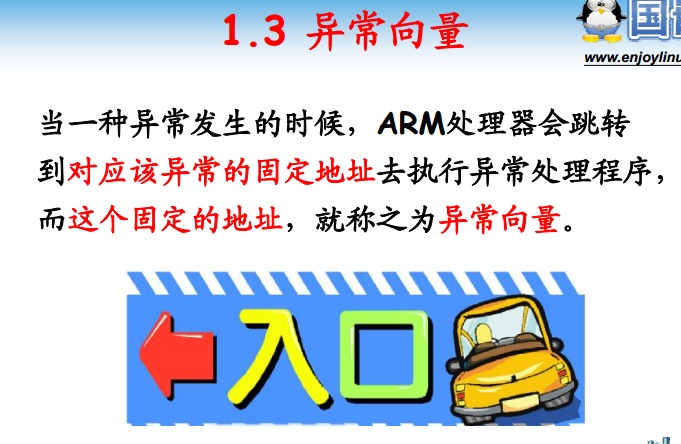 1.3 异常向量
www.enjoylinu
当一种异常发生的时候，ARM处理器会跳转
到对应该异常的固定地址去执行异常处理程序，
而这个固定的地址，就称之为异常向量。
入口